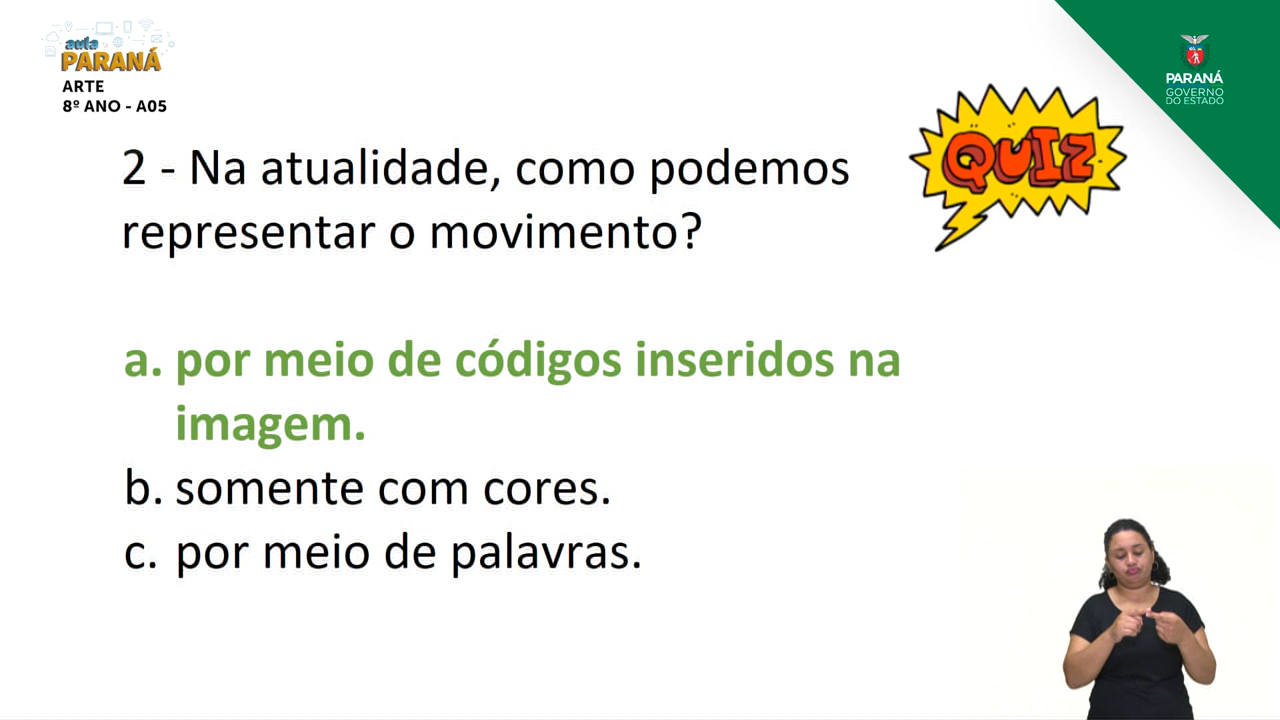 aula
PARANÁ
ARTE
8º ANO - A05
PARANÁ
GOVERNO
DO ESTADO
QUIZ
2 - Na atualidade, como podemos
representar o movimento?
a. por meio de códigos inseridos na
imagem.
b. somente com cores.
c. por meio de palavras.